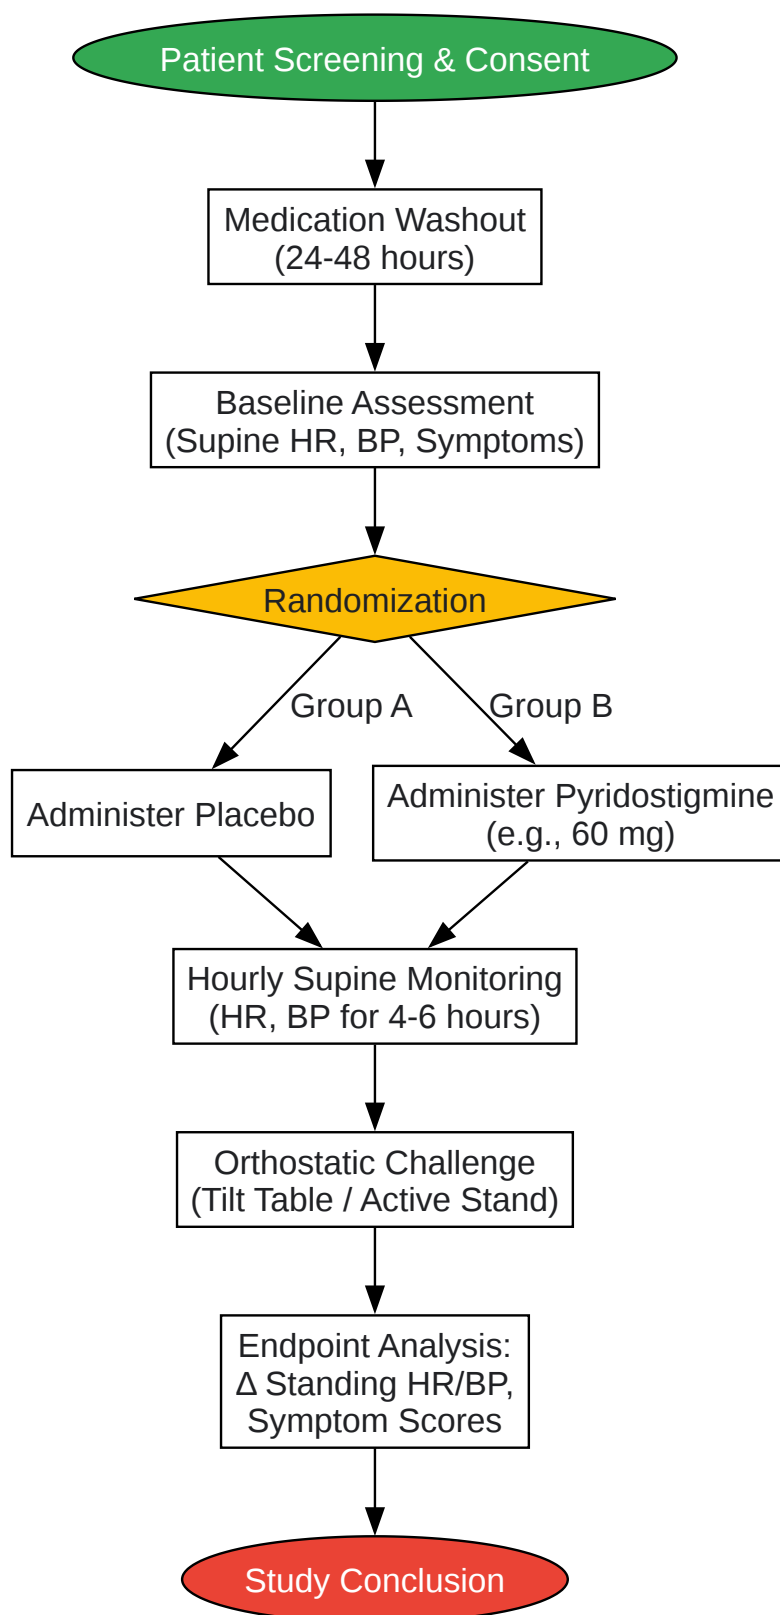 Patient Screening & Consent
Medication Washout
(24-48 hours)
Baseline Assessment
(Supine HR, BP, Symptoms)
Randomization
Group A
Group B
Administer Placebo
Administer Pyridostigmine
(e.g., 60 mg)
Hourly Supine Monitoring
(HR, BP for 4-6 hours)
Orthostatic Challenge
(Tilt Table / Active Stand)
Endpoint Analysis:
Δ Standing HR/BP,
Symptom Scores
Study Conclusion